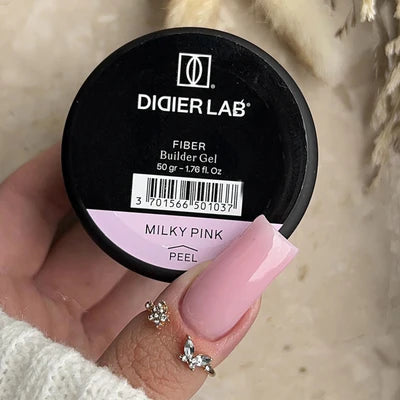 DIDIER LAB®
FIBER
Builder Gel
50 gr - 1.76 fl. Oz
3 701566 501037
MILKY PINK
PEEL